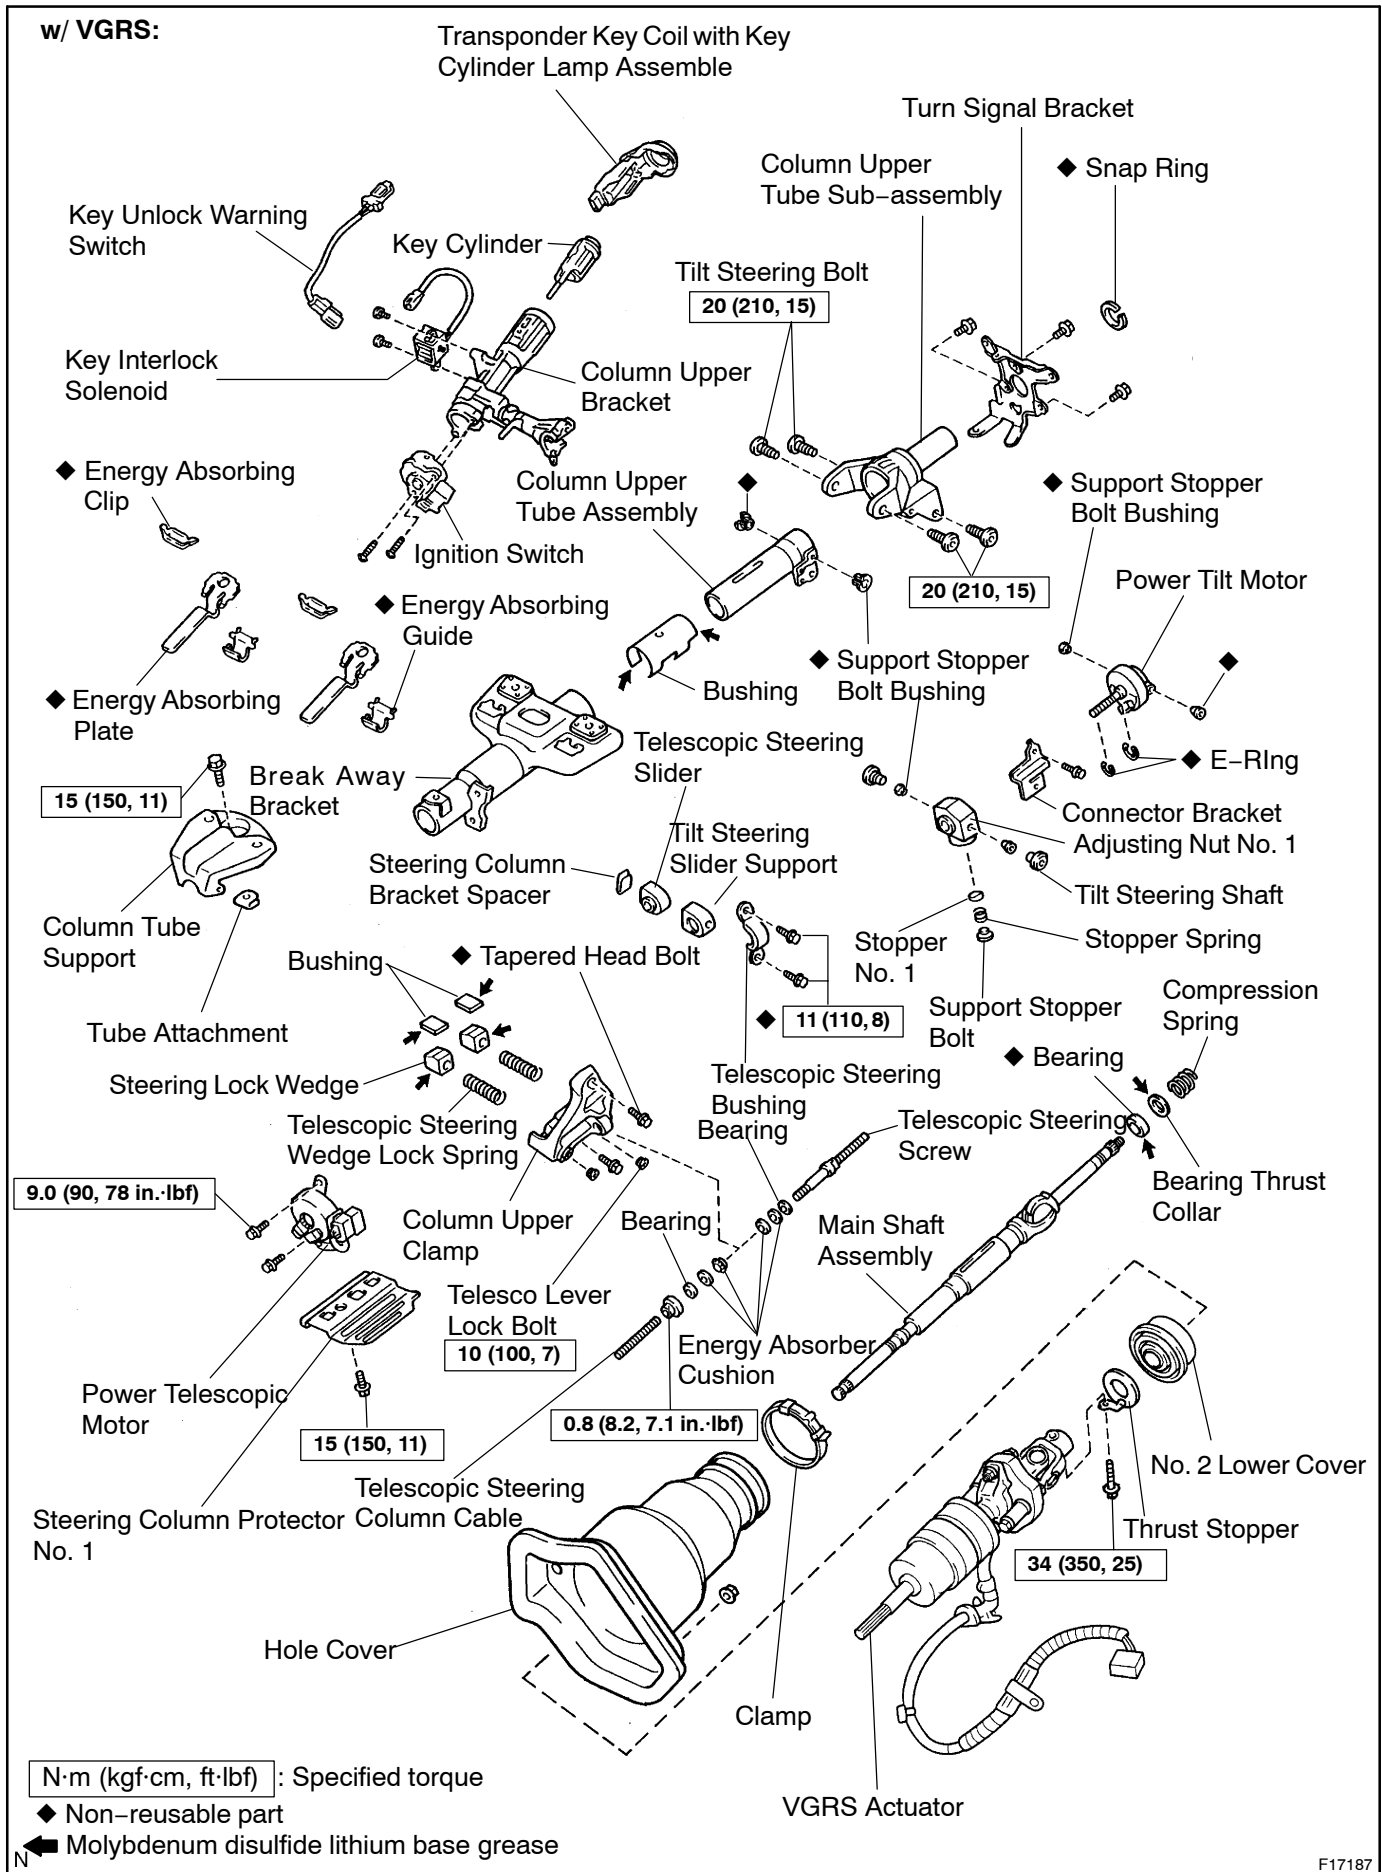 w/ VGRS:
Transponder Key Coil with Key
Cylinder Lamp Assemble
Turn Signal Bracket
Column Upper
Tube Sub−assembly
◆ Snap Ring
Key Unlock Warning
Switch
Key Cylinder
Tilt Steering Bolt
20 (210, 15)
Key Interlock
Solenoid
Column Upper
Bracket
◆ Energy Absorbing
Clip
Column Upper
Tube Assembly
◆
◆ Support Stopper
Bolt Bushing
Ignition Switch
20 (210, 15)
Power Tilt Motor
◆ Energy Absorbing
Guide
◆ Support Stopper
Bolt Bushing
◆
◆ Energy Absorbing
Plate
Bushing
Telescopic Steering
Slider
◆ E−RIng
15 (150, 11)
Break Away
Bracket
Connector Bracket
Adjusting Nut No. 1
Tilt Steering
Slider Support
Steering Column
Bracket Spacer
Tilt Steering Shaft
Column Tube
Support
Stopper
No. 1
Stopper Spring
Bushing
◆ Tapered Head Bolt
◆ 11 (110, 8)
Support Stopper
Bolt
Compression
Spring
Tube Attachment
◆ Bearing
Steering Lock Wedge
Telescopic Steering
Bushing
Telescopic Steering
Wedge Lock Spring
Bearing
Telescopic Steering
Screw
9.0 (90, 78 in.·lbf)
Bearing Thrust
Collar
Column Upper
Clamp
Bearing
Main Shaft
Assembly
Telesco Lever
Lock Bolt
10 (100, 7)
Energy Absorber
Cushion
Power Telescopic
Motor
15 (150, 11)
0.8 (8.2, 7.1 in.·lbf)
No. 2 Lower Cover
Telescopic Steering
Column Cable
Steering Column Protector
No. 1
Thrust Stopper
34 (350, 25)
Hole Cover
Clamp
VGRS Actuator
N·m (kgf·cm, ft·lbf) : Specified torque
◆ Non−reusable part
Molybdenum disulfide lithium base grease
N
F17187